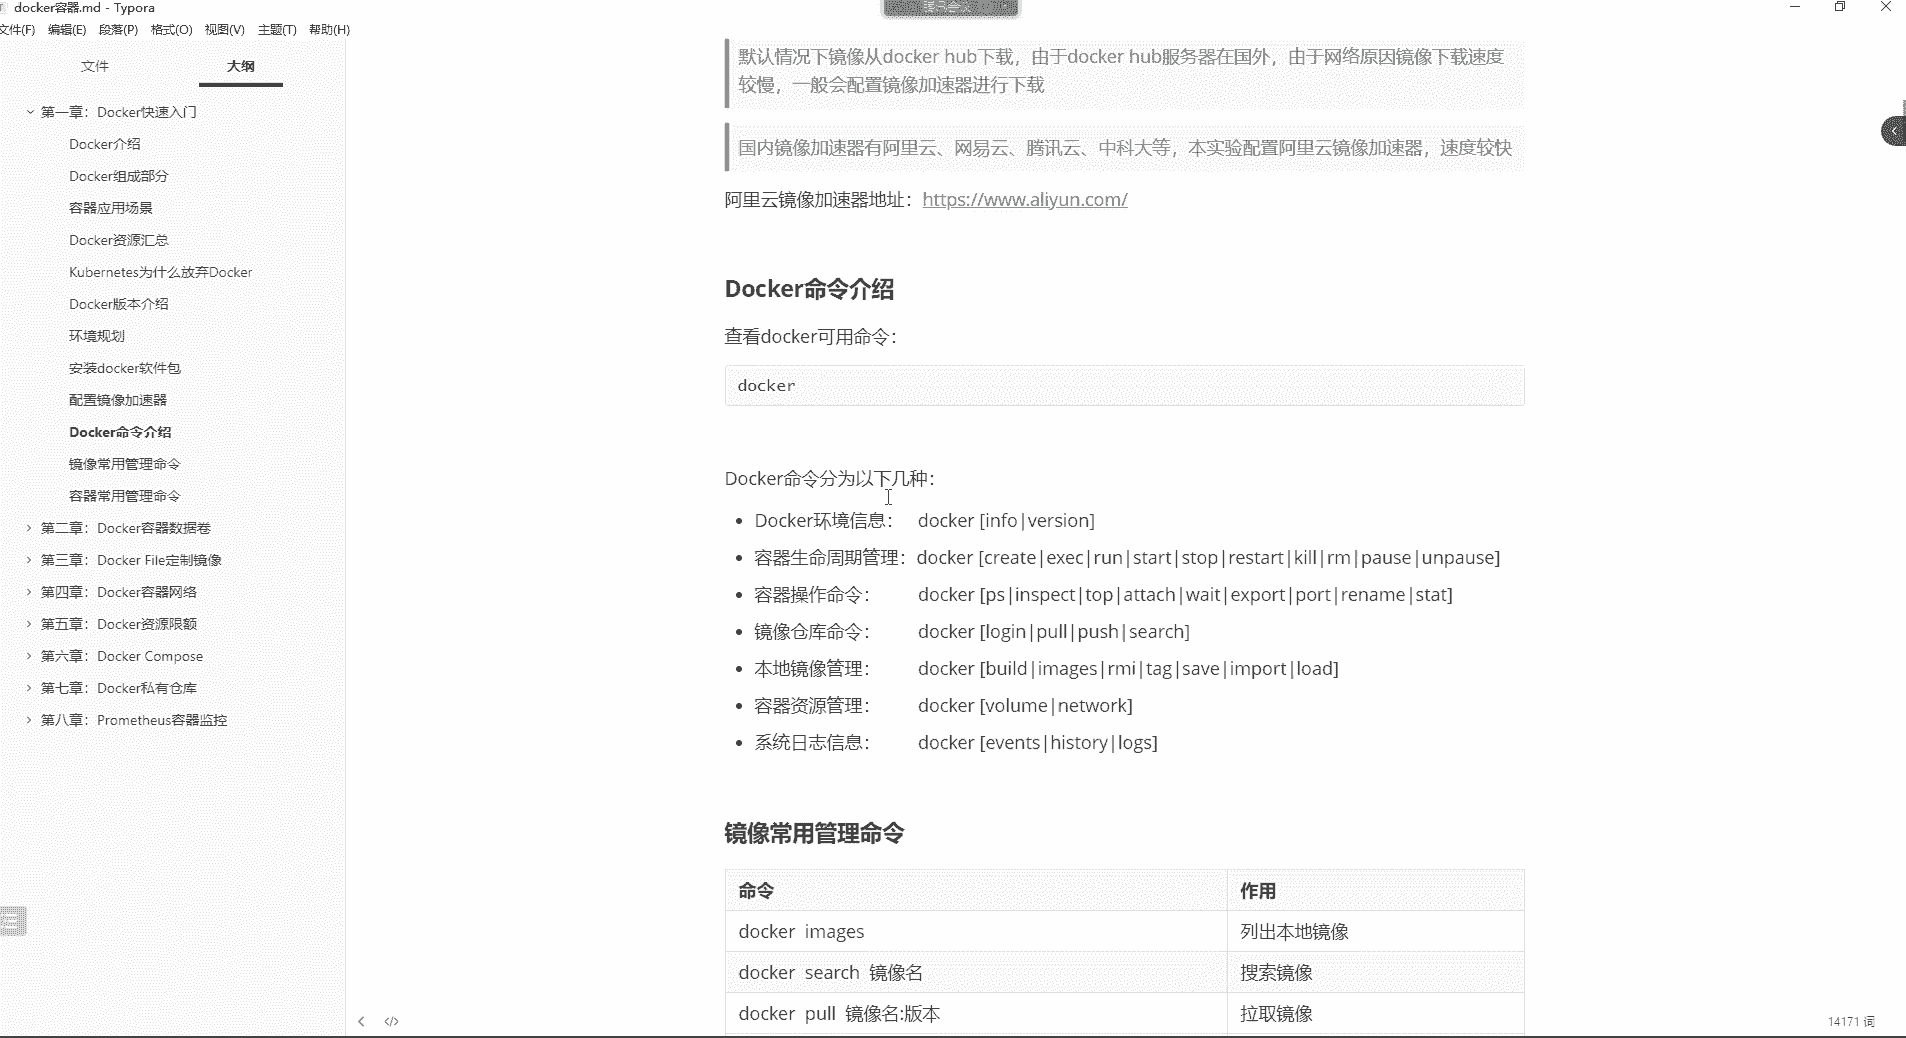 docker容器.md - Typora
文件(F) 编辑(E) 段落(P) 格式(O) 视图(V) 主题(T) 帮助(H)
文件 大纲
第一章：Docker快速入门
Docker介绍
Docker组成部分
容器应用场景
Docker资源汇总
Kubernetes为什么放弃Docker
Docker版本介绍
环境规划
安装docker软件包
配置镜像加速器
Docker命令介绍
镜像常用管理命令
容器常用管理命令
第二章：Docker容器数据卷
第三章：Docker File定制镜像
第四章：Docker容器网络
第五章：Docker资源限额
第六章：Docker Compose
第七章：Docker私有仓库
第八章：Prometheus容器监控
默认情况下镜像从docker hub下载，由于docker hub服务器在国外，由于网络原因镜像下载速度
较慢，一般会配置镜像加速器进行下载
国内镜像加速器有阿里云、网易云、腾讯云、中科大等，本实验配置阿里云镜像加速器，速度较快
阿里云镜像加速器地址：https://www.aliyun.com/
Docker命令介绍
查看docker可用命令：
docker
Docker命令分为以下几种：
Docker环境信息： docker [info|version]
容器生命周期管理：docker [create|exec|run|start|stop|restart|kill|rm|pause|unpause]
容器操作命令： docker [ps|inspect|top|attach|wait|export|port|rename|stat]
镜像仓库命令： docker [login|pull|push|search]
本地镜像管理： docker [build|images|rmi|tag|save|import|load]
容器资源管理： docker [volume|network]
系统日志信息： docker [events|history|logs]
镜像常用管理命令
命令 作用
docker images 列出本地镜像
docker search 镜像名 搜索镜像
docker pull 镜像名:版本 拉取镜像
14171 词